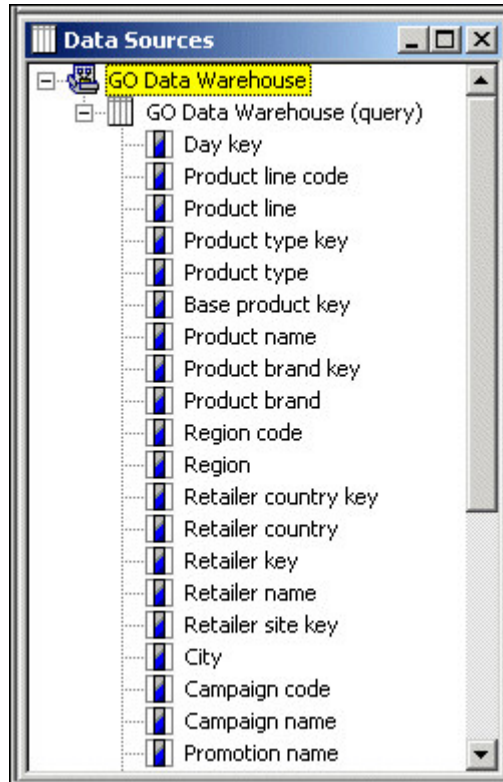 Data Sources
GO Data Warehouse
GO Data Warehouse (query)
Day key
Product line code
Product line
Product type key
Product type
Base product key
Product name
Product brand key
Product brand
Region code
Region
Retailer country key
Retailer country
Retailer key
Retailer name
Retailer site key
City
Campaign code
Campaign name
Promotion name